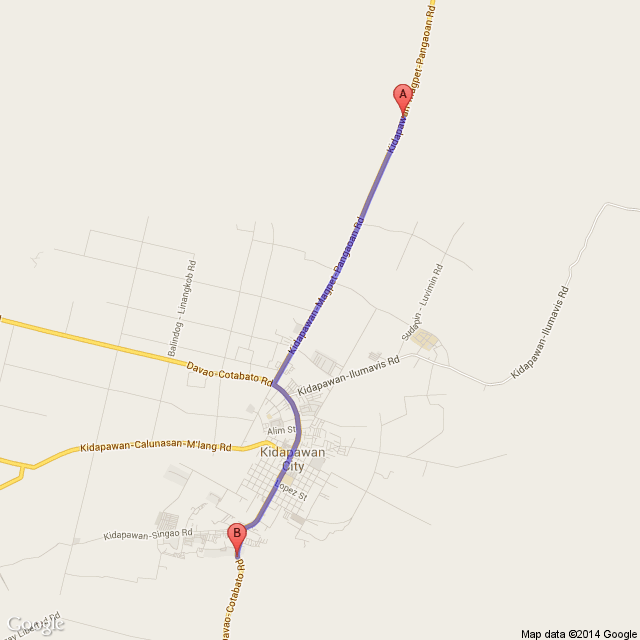 Kidapawan-Magpet-Pangaoan Rd
A
Kidapawan-Magpet-Pangaoan Rd
Balindog - Linangkob Rd
Sudapin - Luvimin Rd
Kidapawan-Ilumavis Rd
Davao-Cotabato Rd
Kidapawan-Ilumavis Rd
Alim St
Kidapawan-Calunasan-M'lang Rd
Kidapawan
City
Lopez St
Kidapawan-Singao Rd
B
Davao-Cotabato Rd
Liberty Rd
Google
Map data ©2014 Google